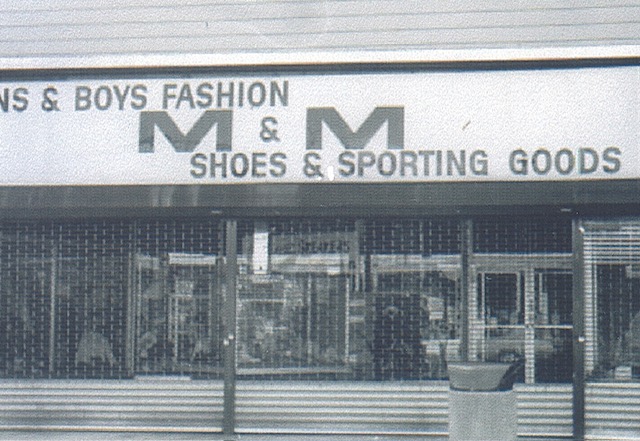 NS & BOYS FASHION
M & M
SHOES & SPORTING GOODS